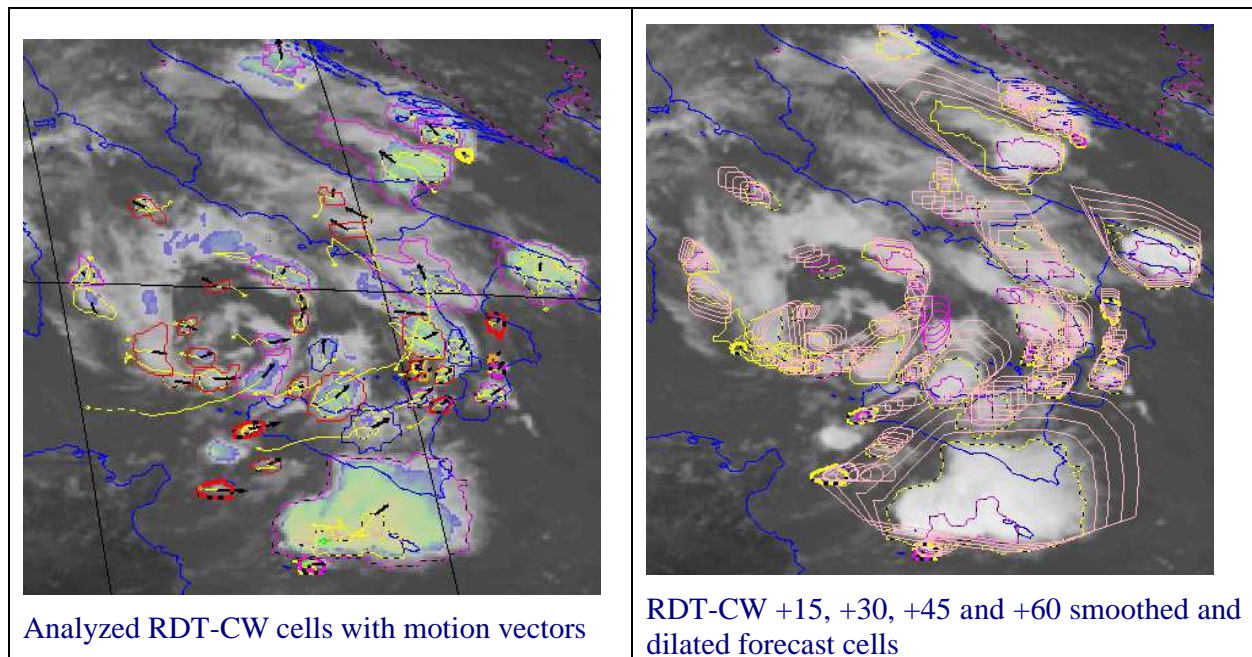 Analyzed RDT-CW cells with motion vectors
RDT-CW +15, +30, +45 and +60 smoothed and
dilated forecast cells